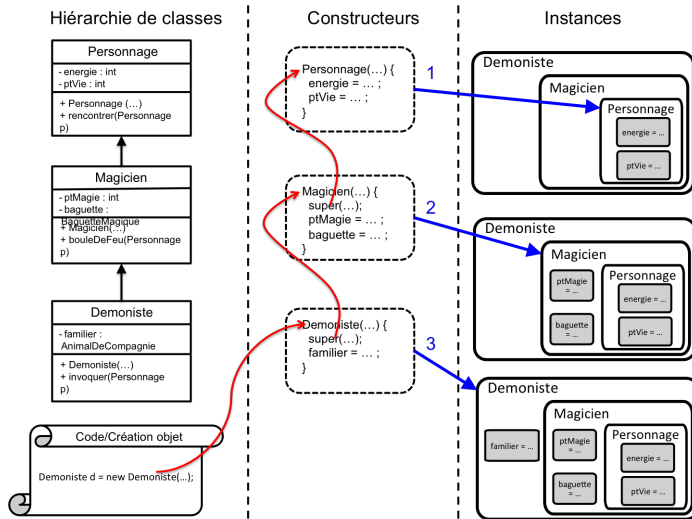 Hiérarchie de classes
Constructeurs
Instances
Personnage
- energie : int
- ptVie : int
+ Personnage (…)
+ rencontrer(Personnage
p)
Magicien
- ptMagie : int
- baguette :
BaguetteMagique
+ Magicien(…)
+ bouleDeFeu(Personnage
p)
Demoniste
- familier :
AnimalDeCompagnie
+ Demoniste(…)
+ invoquer(Personnage
p)
Code/Création objet
Demoniste d = new Demoniste(…);
Personnage(…) {
energie = … ;
ptVie = … ;
}
Magicien(…) {
super(…);
ptMagie = … ;
baguette = … ;
}
Demoniste(…) {
super(…);
familier = … ;
}
1
2
3
Demoniste
Magicien
Personnage
energie = …
ptVie = …
Demoniste
Magicien
ptMagie
= …
baguette
= …
Personnage
energie = …
ptVie = …
Demoniste
familier = …
Magicien
ptMagie
= …
baguette
= …
Personnage
energie = …
ptVie = …